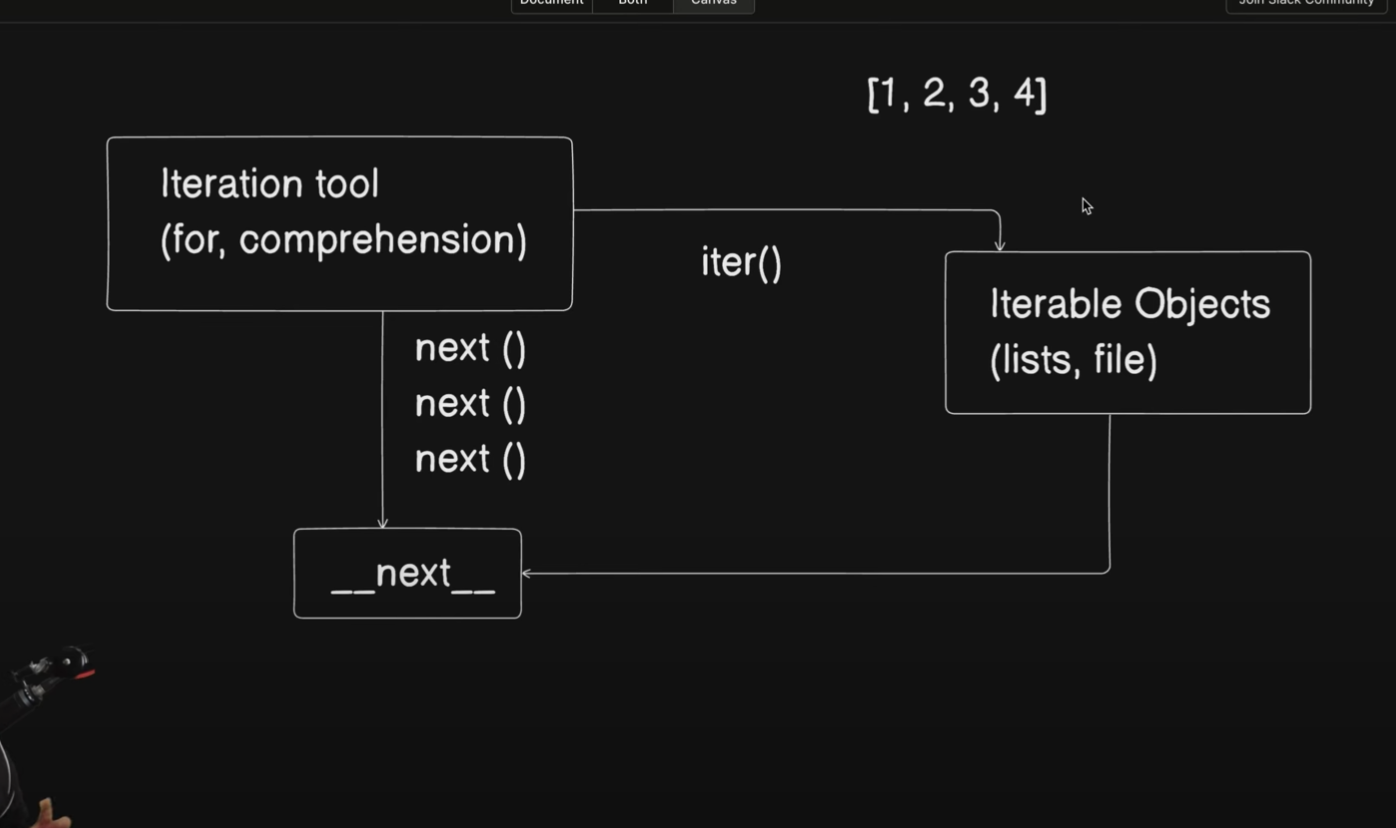 Document Both Canvas
Join Slack Community
[1, 2, 3, 4]
Iteration tool
(for, comprehension)
iter()
Iterable Objects
(lists, file)
next ()
next ()
next ()
__next__